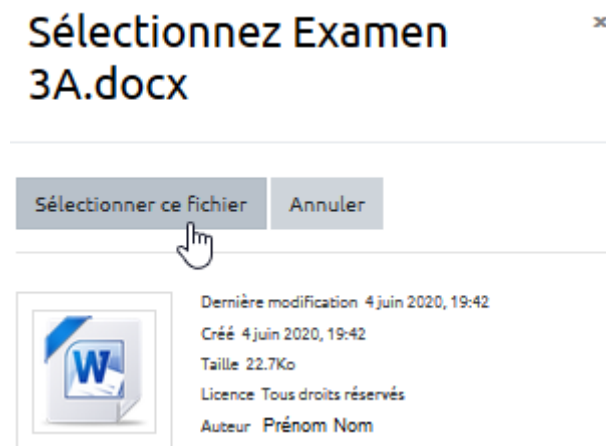 Sélectionnez Examen
3A.docx
Sélectionner ce fichier Annuler
Dernière modification 4 juin 2020, 19:42
Créé 4 juin 2020, 19:42
Taille 22.7Ko
Licence Tous droits réservés
W
Auteur Prénom Nom